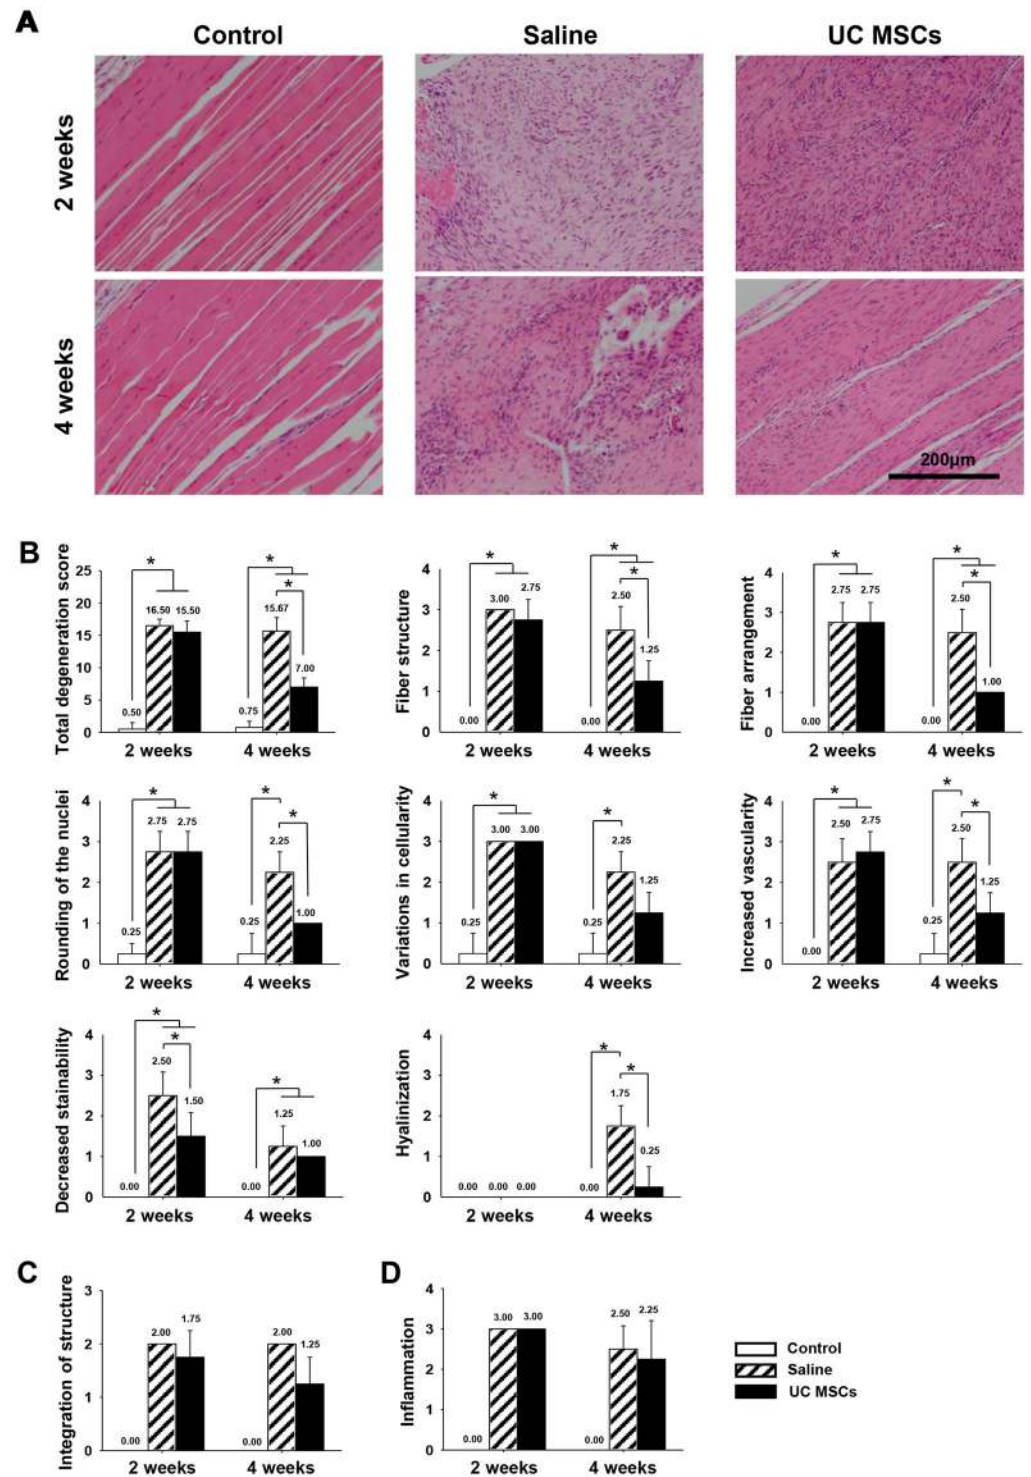 A
Control Saline UC MSCs
2 weeks
4 weeks
200µm
B
Total degeneration score
25
20
15
10
5
0
*
*
*
0.50 16.50 15.50
0.75 15.67 7.00
2 weeks 4 weeks
Fiber structure
4
3
2
1
0
*
*
*
0.00 3.00 2.75
0.00 2.50 1.25
2 weeks 4 weeks
Fiber arrangement
4
3
2
1
0
*
*
*
0.00 2.75 2.75
0.00 2.50 1.00
2 weeks 4 weeks
Rounding of the nuclei
4
3
2
1
0
*
*
*
0.25 2.75 2.75
0.25 2.25 1.00
2 weeks 4 weeks
Variations in cellularity
4
3
2
1
0
*
*
0.25 3.00 3.00
0.25 2.25 1.25
2 weeks 4 weeks
Increased vascularity
4
3
2
1
0
*
*
*
0.00 2.50 2.75
0.25 2.50 1.25
2 weeks 4 weeks
Decreased stainability
4
3
2
1
0
*
*
*
0.00 2.50 1.50
0.00 1.25 1.00
2 weeks 4 weeks
Hyalinization
4
3
2
1
0
*
*
0.00 0.00 0.00
0.00 1.75 0.25
2 weeks 4 weeks
C
Integration of structure
3
2
1
0
0.00 2.00 1.75
0.00 2.00 1.25
2 weeks 4 weeks
D
Inflammation
4
3
2
1
0
0.00 3.00 3.00
0.00 2.50 2.25
2 weeks 4 weeks
Control
Saline
UC MSCs